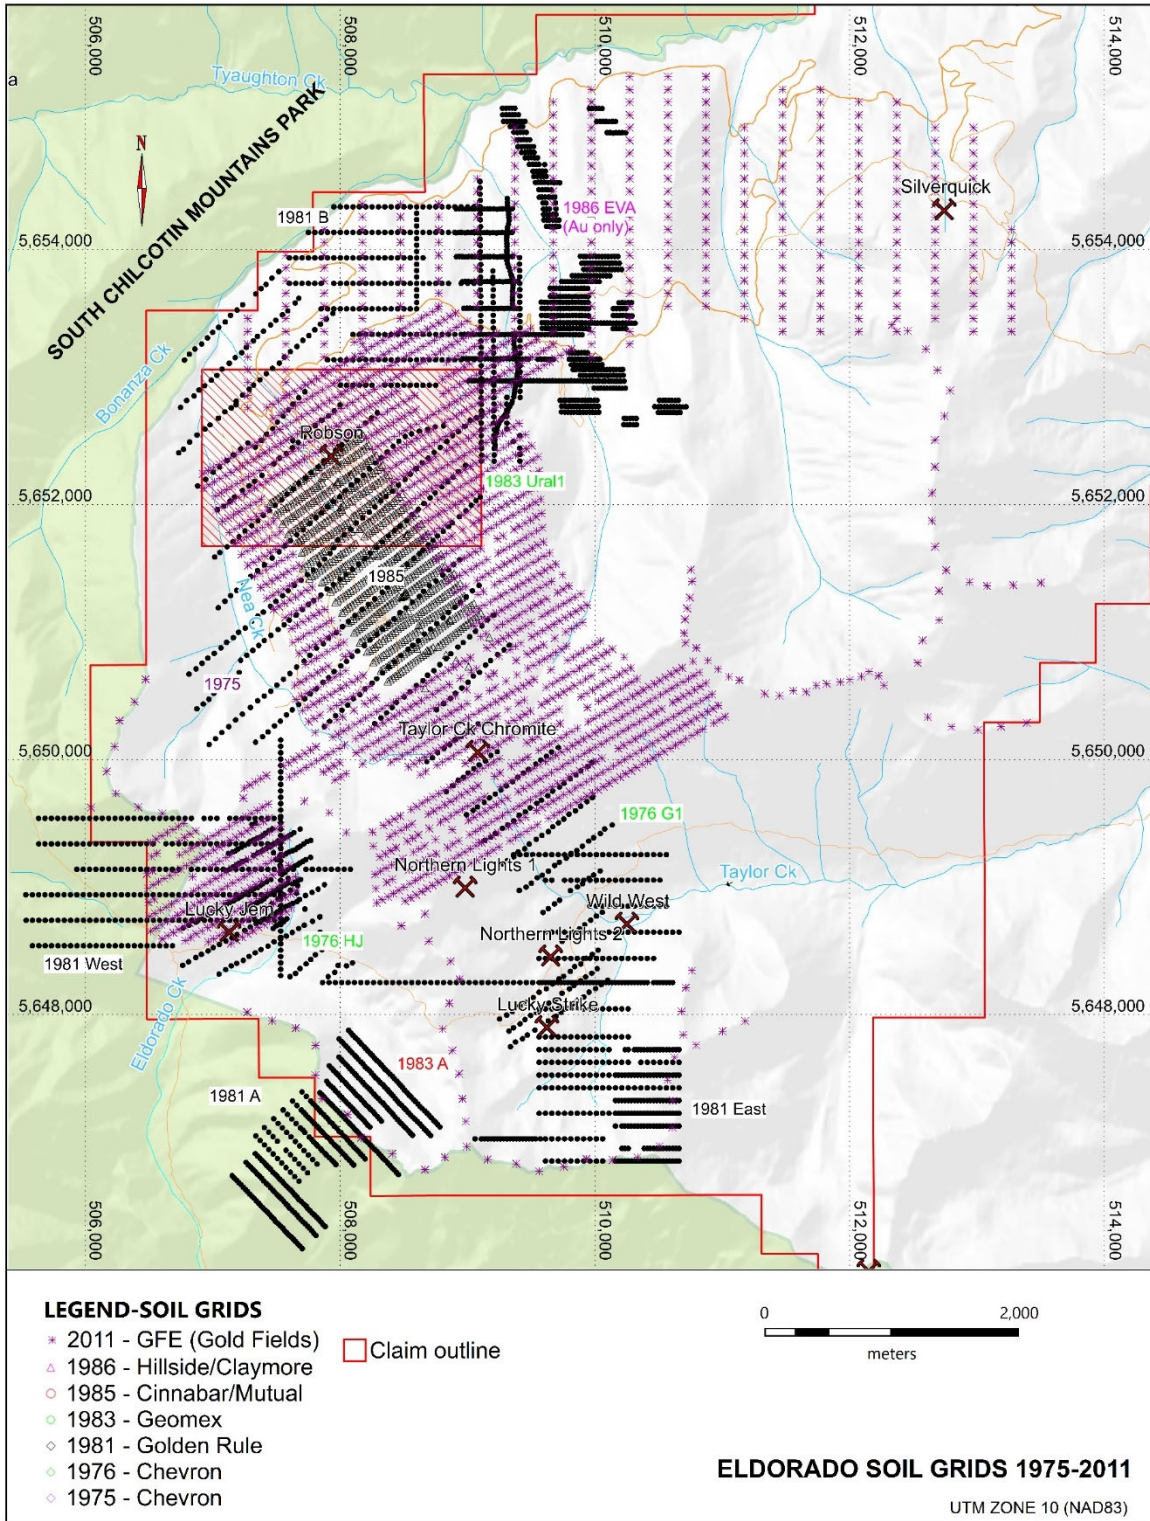 506,000
508,000
510,000
512,000
514,000
a
Tyaughton Ck
SOUTH CHILCOTIN MOUNTAINS PARK
N
Silverquick
1981 B
1986 EVA
(Au only)
5,654,000
5,654,000
Bonanza Ck
Robson
1983 Ural1
5,652,000
5,652,000
1985
Nea Ck
1975
Taylor Ck Chromite
5,650,000
5,650,000
1976 G1
Northern Lights 1
Taylor Ck
Wild West
Lucky Jem
Northern Lights 2
1976 HJ
1981 West
Lucky Strike
5,648,000
5,648,000
Eldorado Ck
1983 A
1981 A
1981 East
506,000
508,000
510,000
512,000
514,000
LEGEND-SOIL GRIDS
2011 - GFE (Gold Fields)
1986 - Hillside/Claymore
1985 - Cinnabar/Mutual
1983 - Geomex
1981 - Golden Rule
1976 - Chevron
1975 - Chevron
Claim outline
0 2,000
meters
ELDORADO SOIL GRIDS 1975-2011
UTM ZONE 10 (NAD83)